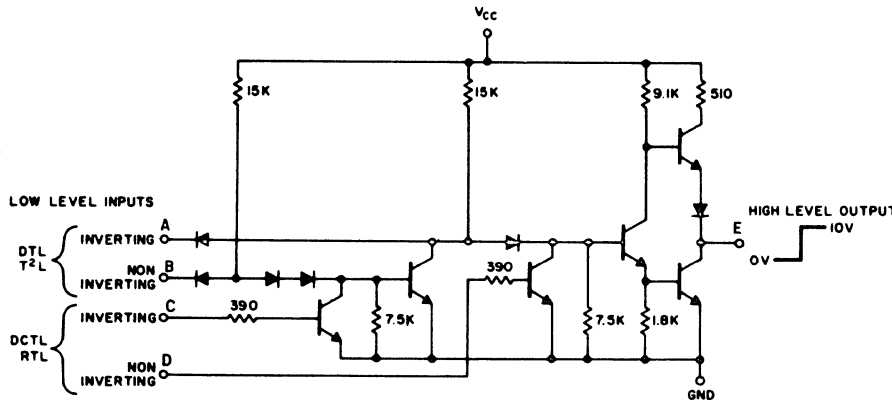 Vcc
15K
15K
9.1K
510
LOW LEVEL INPUTS
A
INVERTING
DTL
T²L
NON
INVERTING
B
INVERTING
C
DCTL
RTL
NON
INVERTING
D
390
7.5K
390
7.5K
1.8K
E
HIGH LEVEL OUTPUT
10V
0V
GND